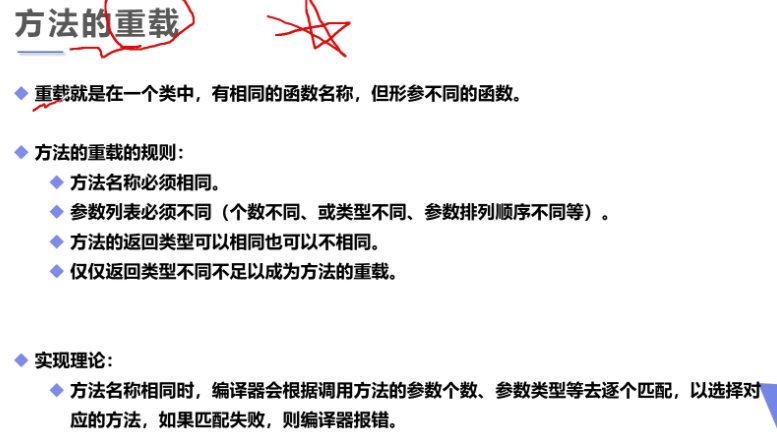 方法的重载
重载就是在一个类中，有相同的函数名称，但形参不同的函数。
方法的重载的规则：
方法名称必须相同。
参数列表必须不同（个数不同、或类型不同、参数排列顺序不同等）。
方法的返回类型可以相同也可以不相同。
仅仅返回类型不同不足以成为方法的重载。
实现理论：
方法名称相同时，编译器会根据调用方法的参数个数、参数类型等去逐个匹配，以选择对
应的方法，如果匹配失败，则编译器报错。